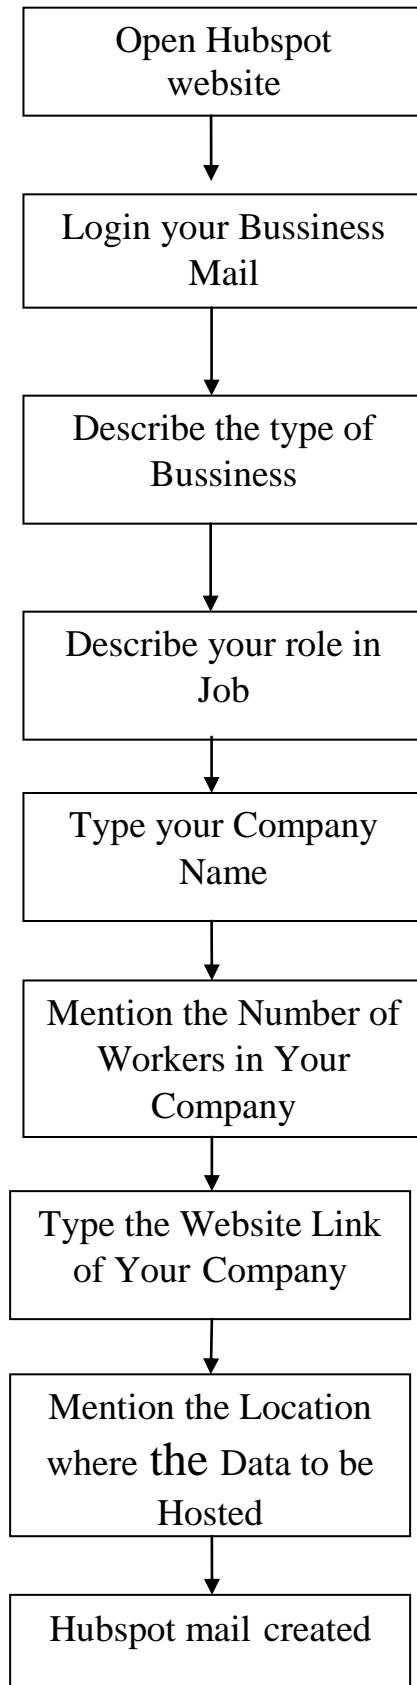 Open Hubspot
website
Login your Bussiness
Mail
Describe the type of
Bussiness
Describe your role in
Job
Type your Company
Name
Mention the Number of
Workers in Your
Company
Type the Website Link
of Your Company
Mention the Location
where the Data to be
Hosted
Hubspot mail created